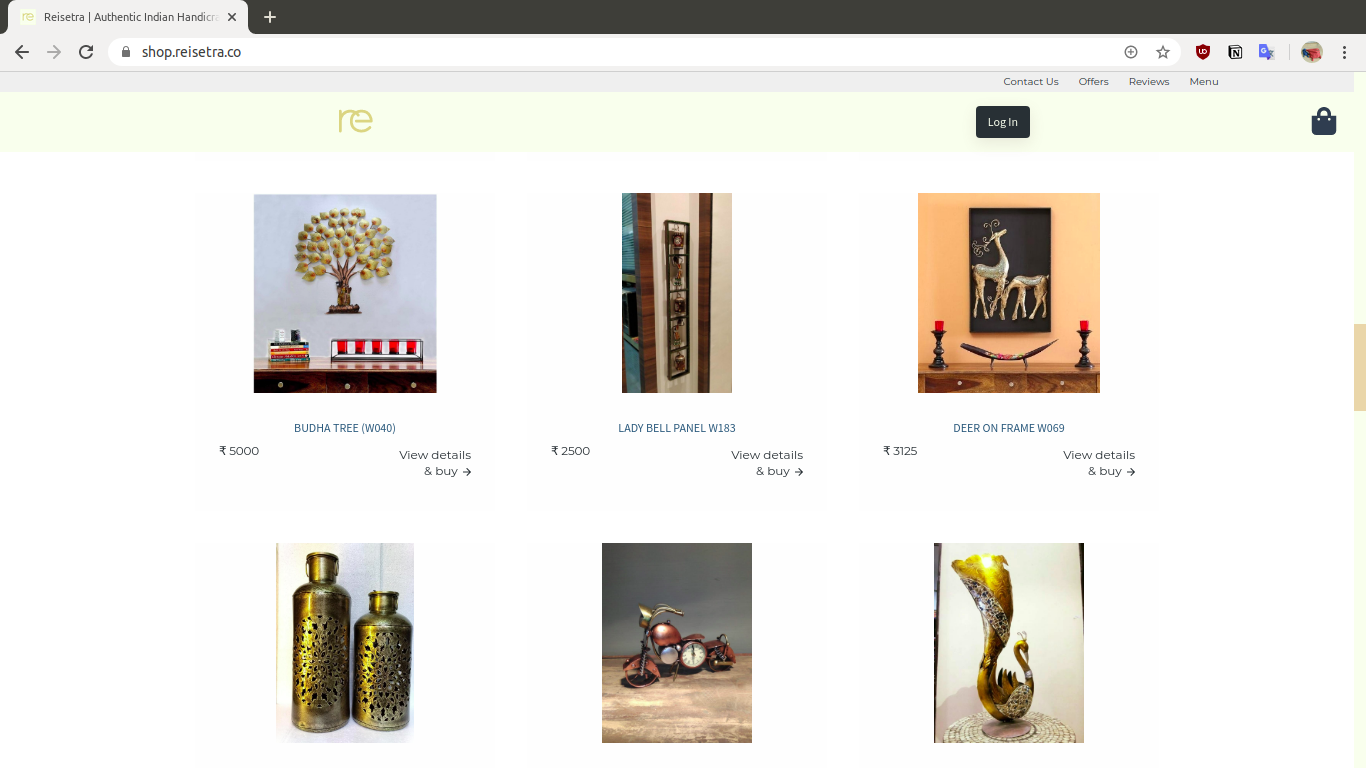 Reisetra | Authentic Indian Handicra
shop.reisetra.co
Contact Us Offers Reviews Menu
re
Log In
BUDHA TREE (W040)
₹ 5000
View details
& buy →
LADY BELL PANEL W183
₹ 2500
View details
& buy →
DEER ON FRAME W069
₹ 3125
View details
& buy →